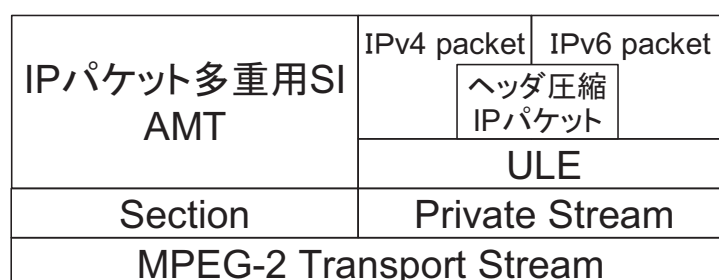 IPパケット多重用SI
AMT
IPv4 packet
IPv6 packet
ヘッダ圧縮
IPパケット
ULE
Section
Private Stream
MPEG-2 Transport Stream